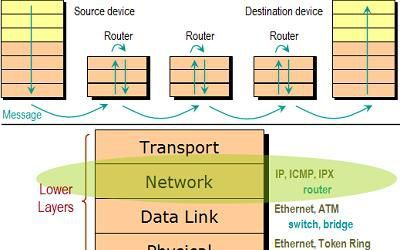 Source device
Destination device
Router
Router
Router
Message
Transport
Network
IP, ICMP, IPX
router
Lower
Layers
Data Link
Ethernet, ATM
switch, bridge
Physical
Ethernet, Token Ring